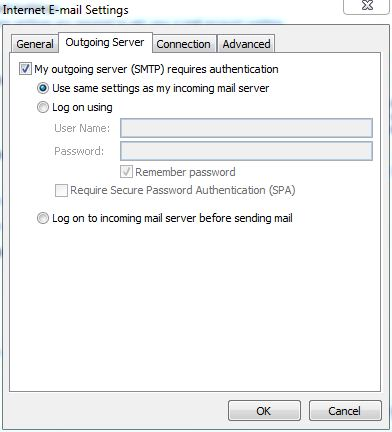 Internet E-mail Settings
General Outgoing Server Connection Advanced
My outgoing server (SMTP) requires authentication
Use same settings as my incoming mail server
Log on using
User Name:
Password:
Remember password
Require Secure Password Authentication (SPA)
Log on to incoming mail server before sending mail
OK Cancel